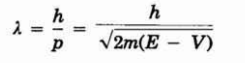 λ = h/p = h/√(2m(E − V))